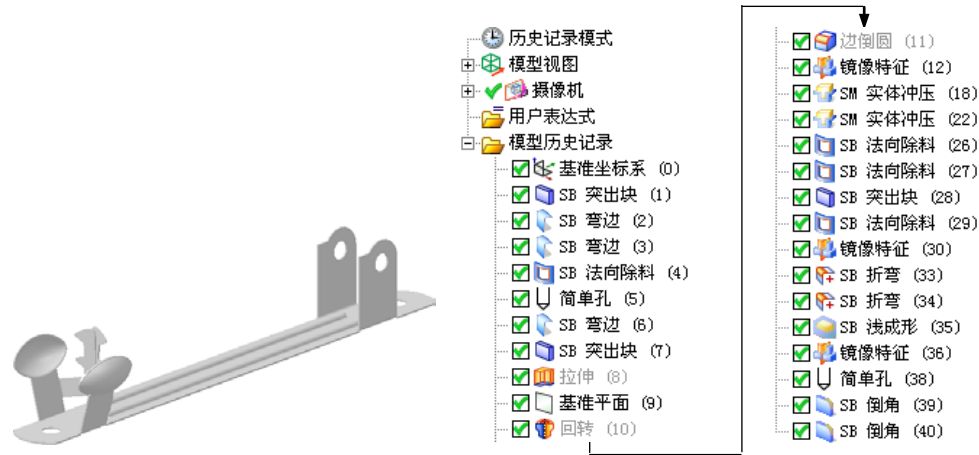 历史记录模式
模型视图
摄像机
用户表达式
模型历史记录
基准坐标系 (0)
SB 突出块 (1)
SB 弯边 (2)
SB 弯边 (3)
SB 法向除料 (4)
简单孔 (5)
SB 弯边 (6)
SB 突出块 (7)
拉伸 (8)
基准平面 (9)
回转 (10)
边倒圆 (11)
镜像特征 (12)
SM 实体冲压 (18)
SM 实体冲压 (22)
SB 法向除料 (26)
SB 法向除料 (27)
SB 突出块 (28)
SB 法向除料 (29)
镜像特征 (30)
SB 折弯 (33)
SB 折弯 (34)
SB 浅成形 (35)
镜像特征 (36)
简单孔 (38)
SB 倒角 (39)
SB 倒角 (40)